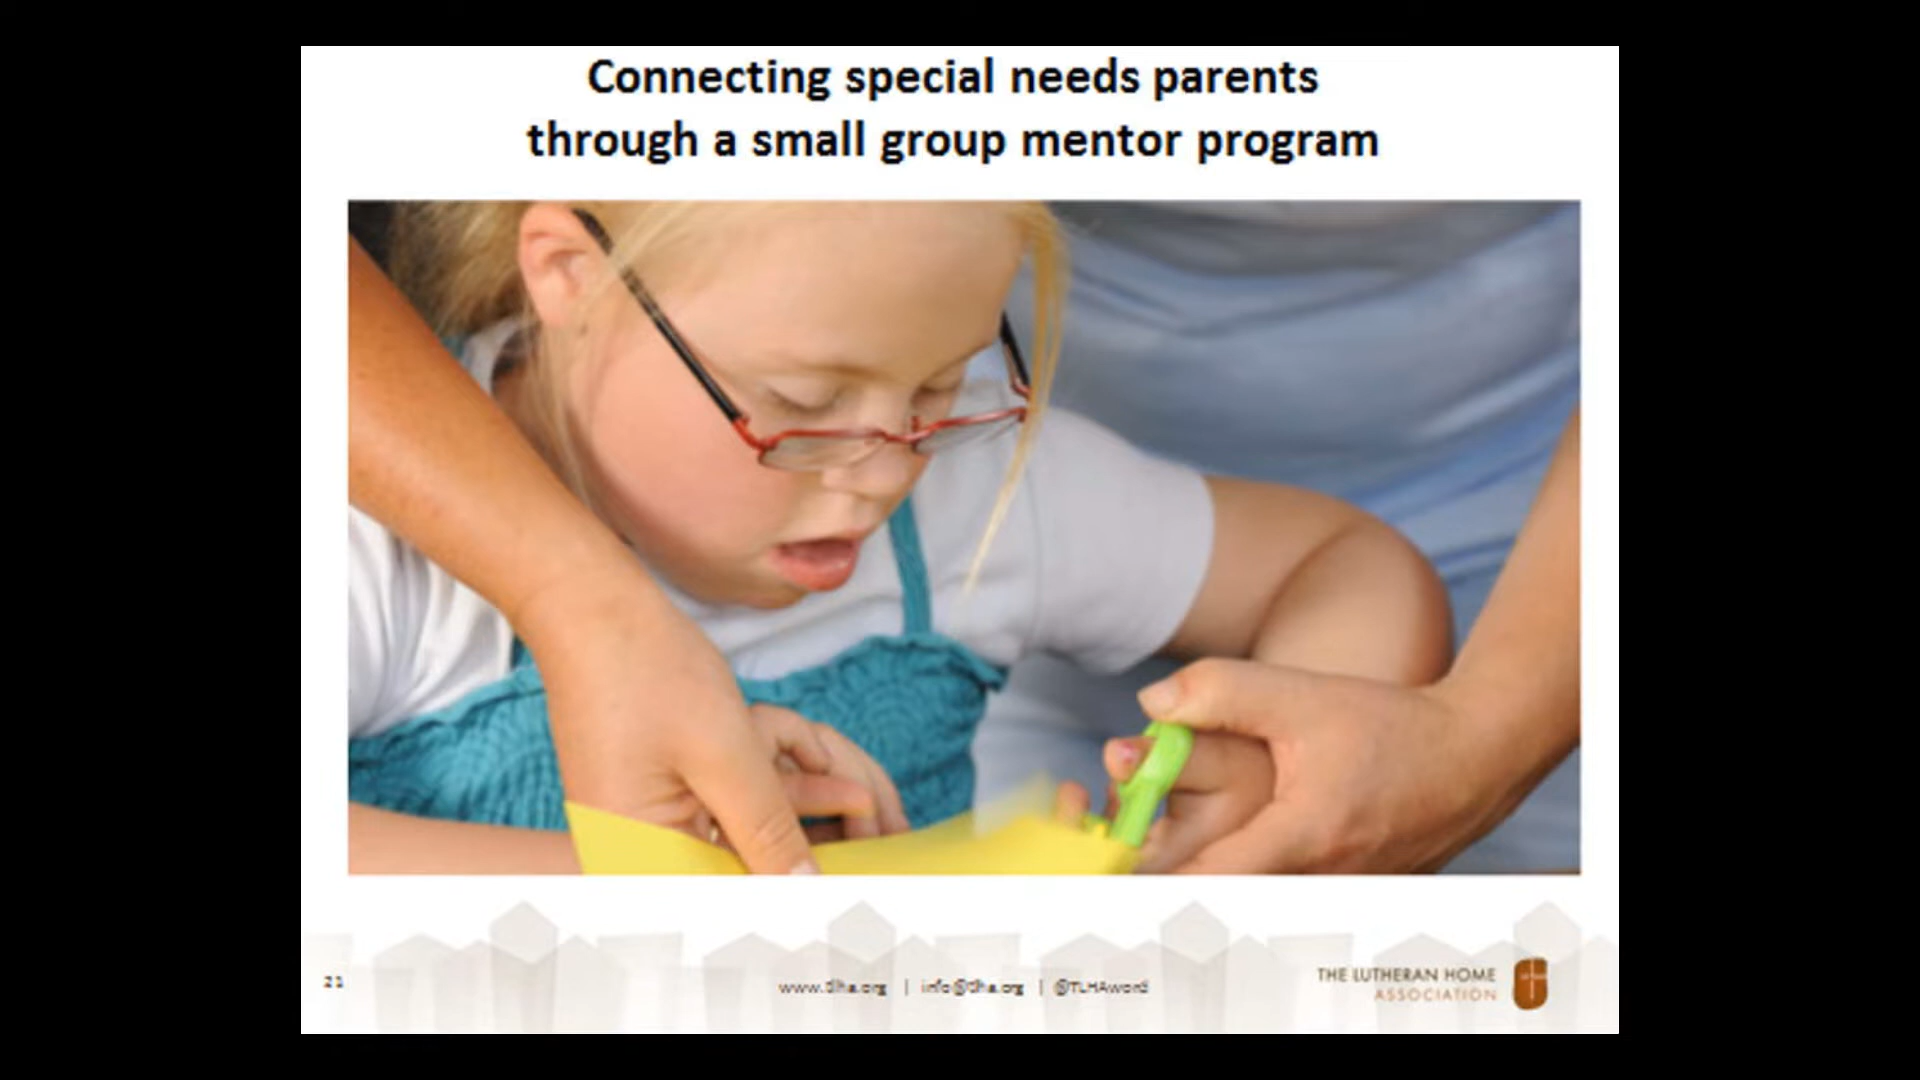 Connecting special needs parents
through a small group mentor program
21
www.tlha.org | info@tlha.org | @TLHAword
THE LUTHERAN HOME
ASSOCIATION